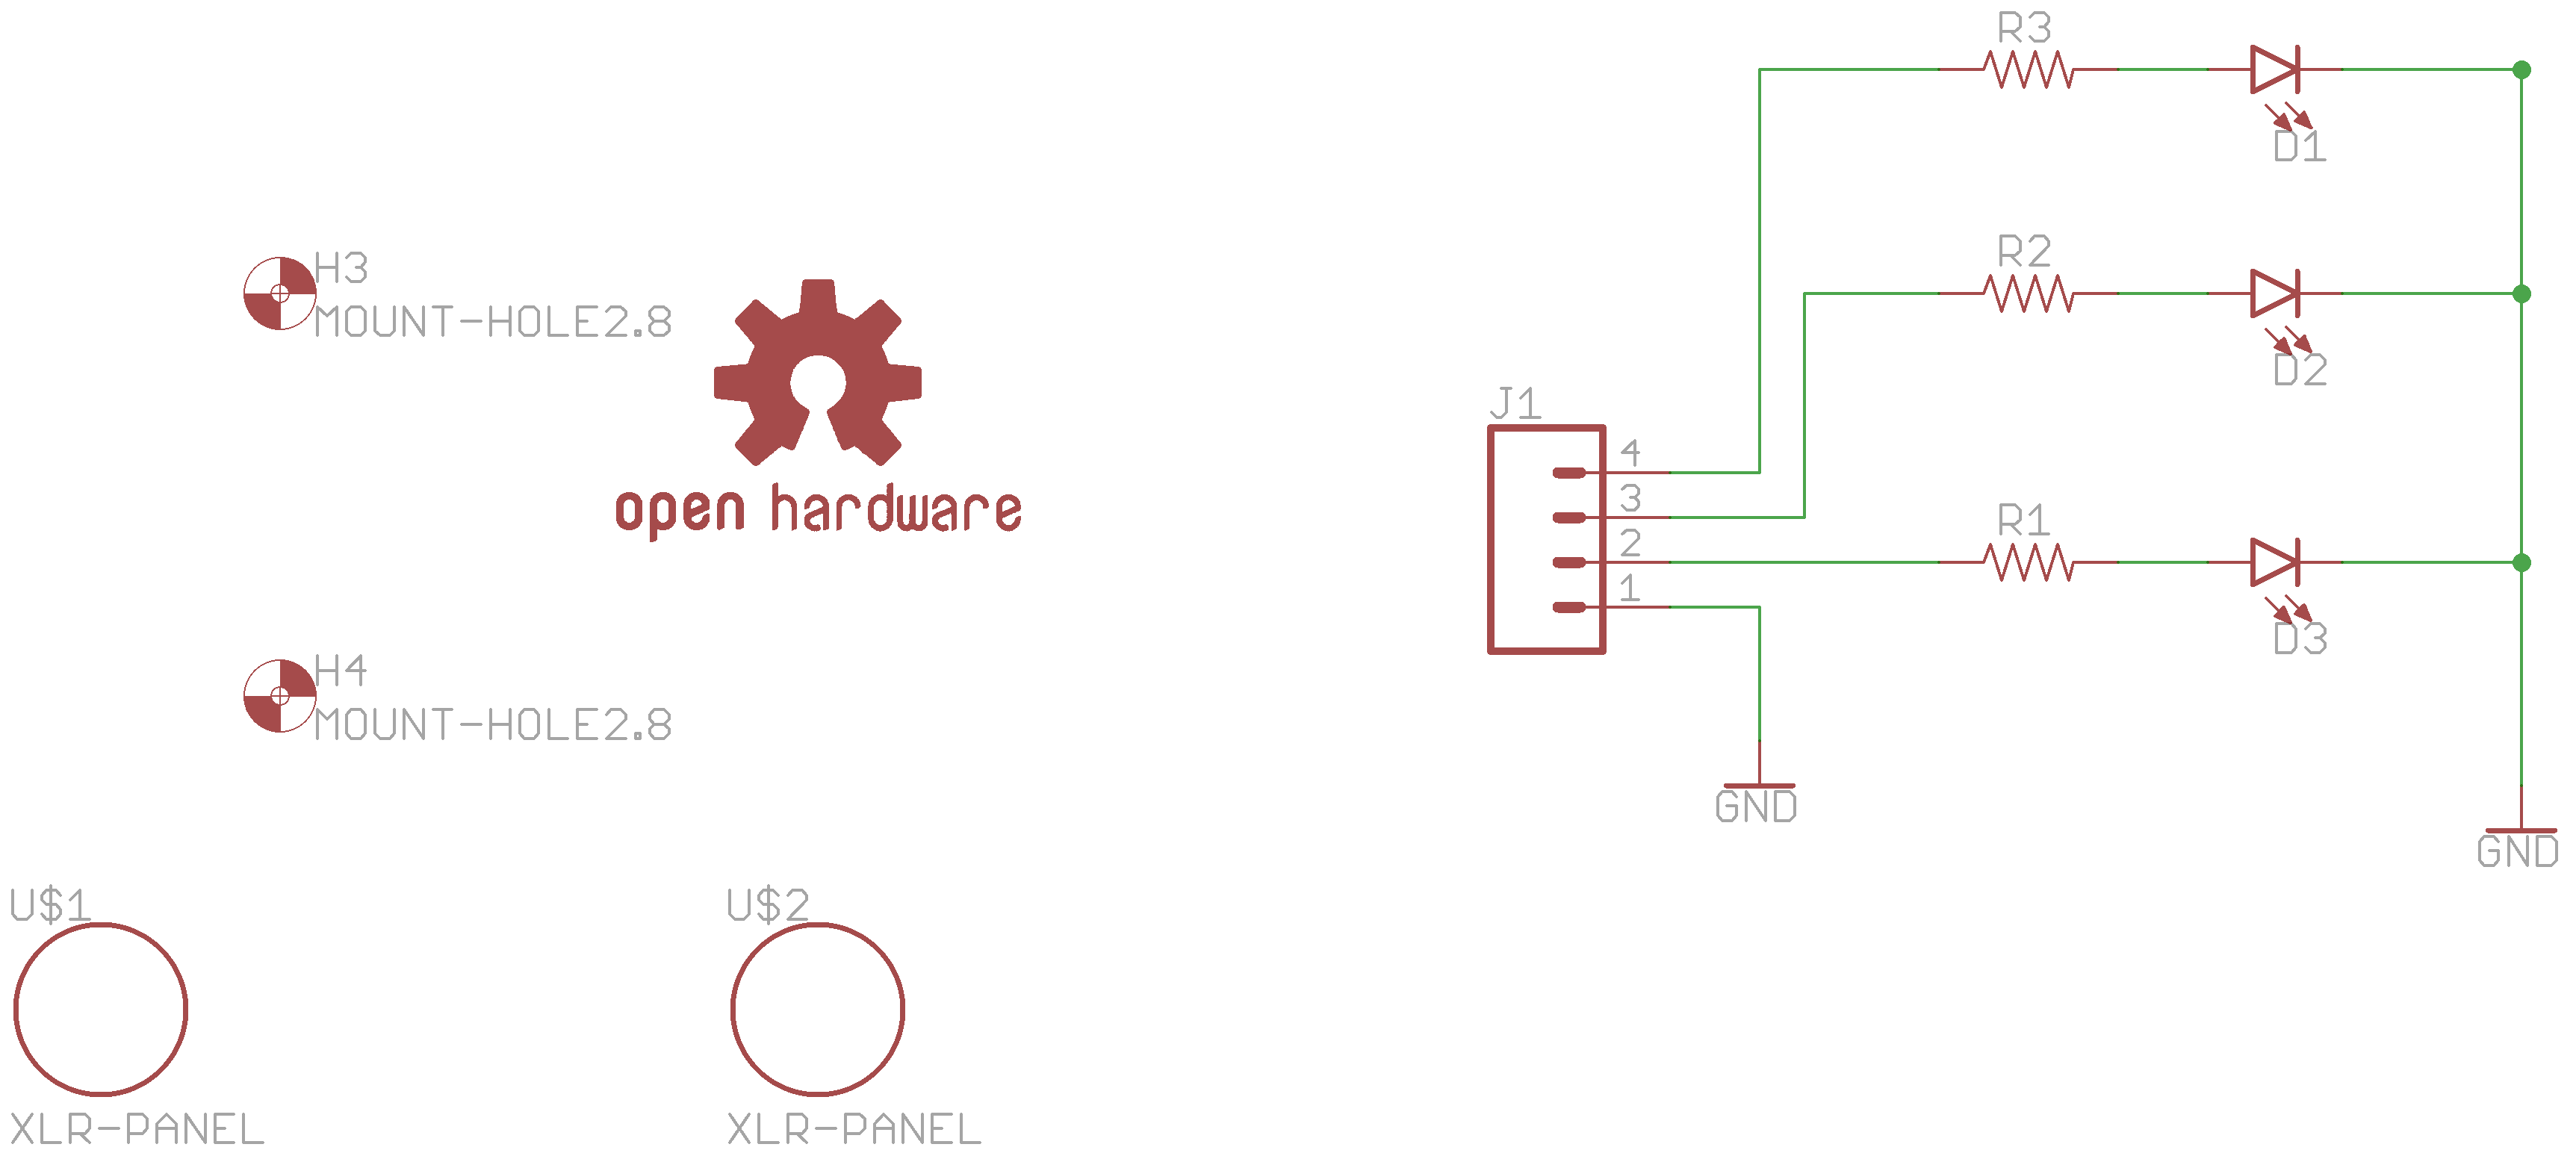 H3
MOUNT-HOLE2.8
open hardware
H4
MOUNT-HOLE2.8
U$1
XLR-PANEL
U$2
XLR-PANEL
J1
4
3
2
1
GND
R3
D1
R2
D2
R1
D3
GND